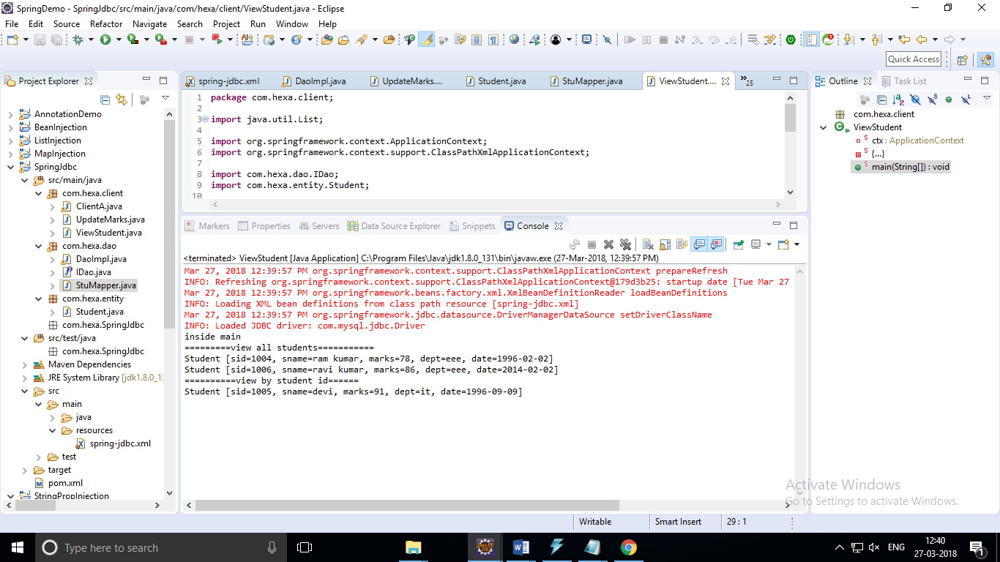 SpringDemo - SpringJdbc/src/main/java/com/hexa/client/ViewStudent.java - Eclipse
File Edit Source Refactor Navigate Search Project Run Window Help
Quick Access
Project Explorer
AnnotationDemo
BeanInjection
ListInjection
MapInjection
SpringJdbc
src/main/java
com.hexa.client
ClientA.java
UpdateMarks.java
ViewStudent.java
com.hexa.dao
DaoImpl.java
IDao.java
StuMapper.java
com.hexa.entity
Student.java
com.hexa.SpringJdbc
src/test/java
com.hexa.SpringJdbc
Maven Dependencies
JRE System Library [jdk1.8.0_13
src
main
java
resources
spring-jdbc.xml
test
target
pom.xml
StringPropInjection
spring-jdbc.xml DaoImpl.java UpdateMarks.... Student.java StuMapper.java ViewStudent.... »25
1 package com.hexa.client;
2
3 import java.util.List;
4
5 import org.springframework.context.ApplicationContext;
6 import org.springframework.context.support.ClassPathXmlApplicationContext;
7
8 import com.hexa.dao.IDao;
9 import com.hexa.entity.Student;
10
Markers Properties Servers Data Source Explorer Snippets Console
<terminated> ViewStudent [Java Application] C:\Program Files\Java\jdk1.8.0_131\bin\javaw.exe (27-Mar-2018, 12:39:57 PM)
Mar 27, 2018 12:39:57 PM org.springframework.context.support.ClassPathXmlApplicationContext prepareRefresh
INFO: Refreshing org.springframework.context.support.ClassPathXmlApplicationContext@179d3b25: startup date [Tue Mar 27
Mar 27, 2018 12:39:57 PM org.springframework.beans.factory.xml.XmlBeanDefinitionReader loadBeanDefinitions
INFO: Loading XML bean definitions from class path resource [spring-jdbc.xml]
Mar 27, 2018 12:39:57 PM org.springframework.jdbc.datasource.DriverManagerDataSource setDriverClassName
INFO: Loaded JDBC driver: com.mysql.jdbc.Driver
inside main
=========view all students===========
Student [sid=1004, sname=ram kumar, marks=78, dept=eee, date=1996-02-02]
Student [sid=1006, sname=ravi kumar, marks=86, dept=eee, date=2014-02-02]
==========view by student id======
Student [sid=1005, sname=devi, marks=91, dept=it, date=1996-09-09]
Outline Task List
com.hexa.client
ViewStudent
ctx : ApplicationContext
{...}
main(String[]) : void
Activate Windows
Go to Settings to activate Windows.
Writable Smart Insert 29 : 1
Type here to search
ENG
12:40
27-03-2018
1